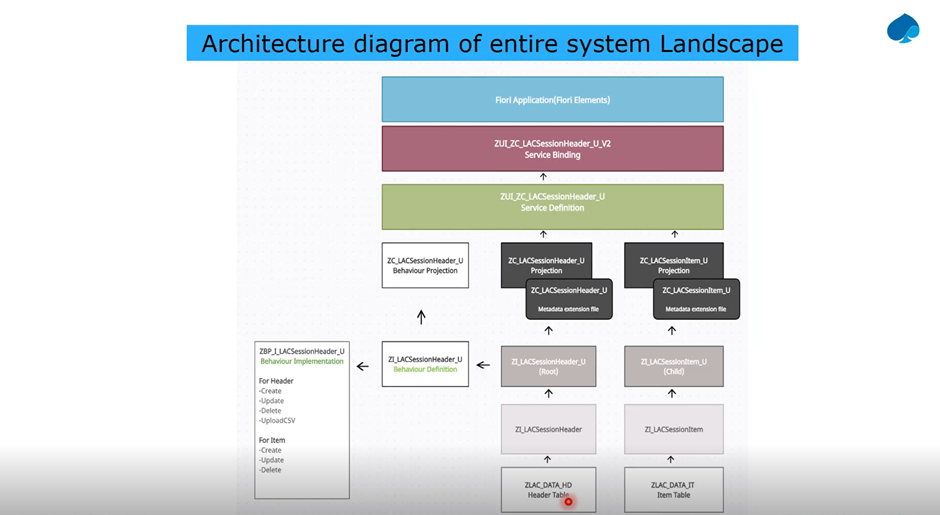 Architecture diagram of entire system Landscape
Fiori Application(Fiori Elements)
ZUI_ZC_LACSessionHeader_U_V2
Service Binding
ZUI_ZC_LACSessionHeader_U
Service Definition
ZC_LACSessionHeader_U
Behaviour Projection
ZC_LACSessionHeader_U
Projection
ZC_LACSessionHeader_U
Metadata extension file
ZC_LACSessionItem_U
Projection
ZC_LACSessionItem_U
Metadata extension file
ZBP_I_LACSessionHeader_U
Behaviour Implementation
For Header
-Create
-Update
-Delete
-UploadCSV
For Item
-Create
-Update
-Delete
ZI_LACSessionHeader_U
Behaviour Definition
ZI_LACSessionHeader_U
(Root)
ZI_LACSessionItem_U
(Child)
ZI_LACSessionHeader
ZI_LACSessionItem
ZLAC_DATA_HD
Header Table
ZLAC_DATA_IT
Item Table